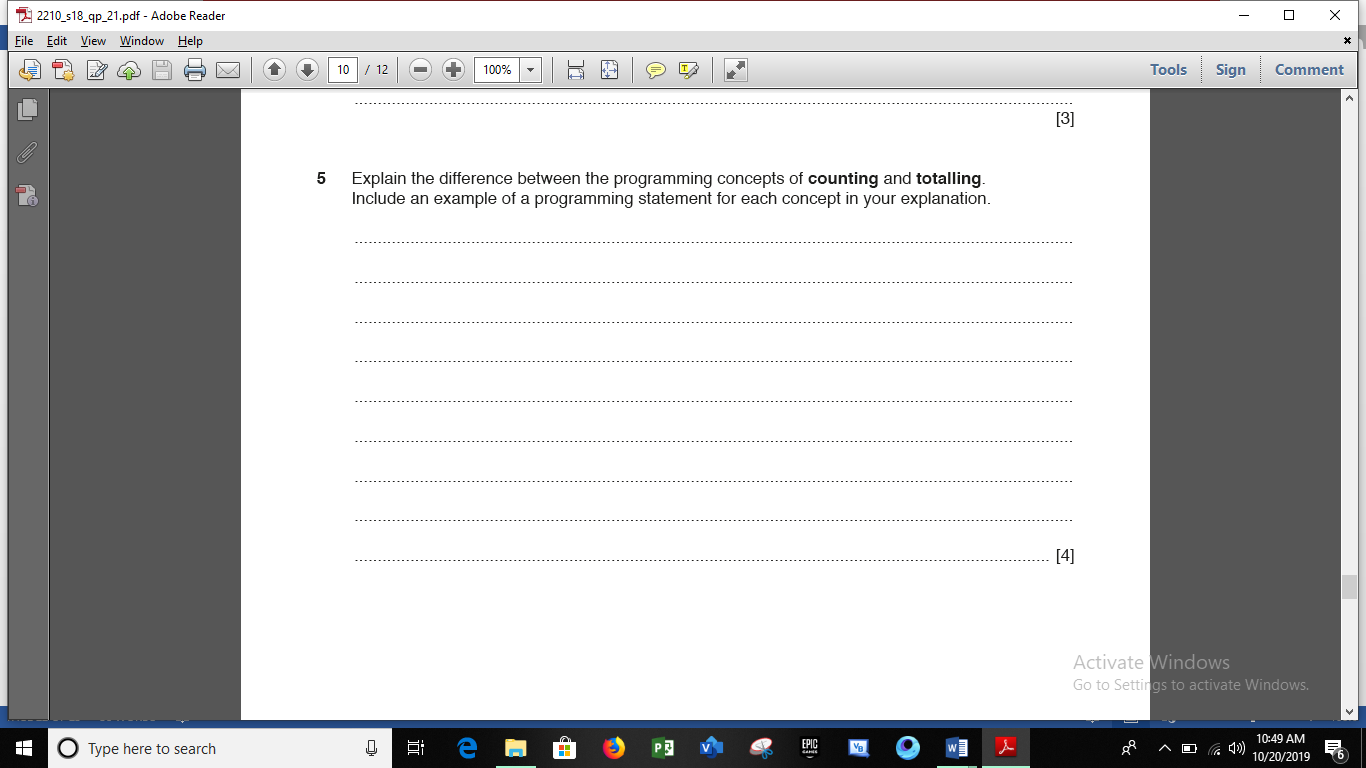 2210_s18_qp_21.pdf - Adobe Reader
File Edit View Window Help
10 / 12 100% Tools Sign Comment
[3]
5 Explain the difference between the programming concepts of counting and totalling.
Include an example of a programming statement for each concept in your explanation.
[4]
Activate Windows
Go to Settings to activate Windows.
Type here to search
EPIC
GAMES
10:49 AM
10/20/2019
6